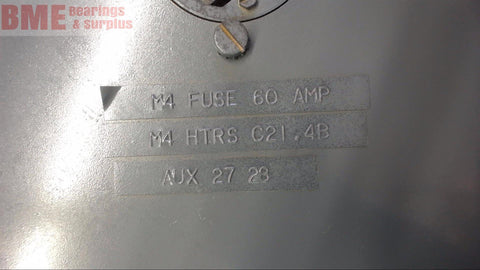 BME Bearings
& Surplus
M4 FUSE 60 AMP
M4 HTRS C21.4B
AUX 27 28